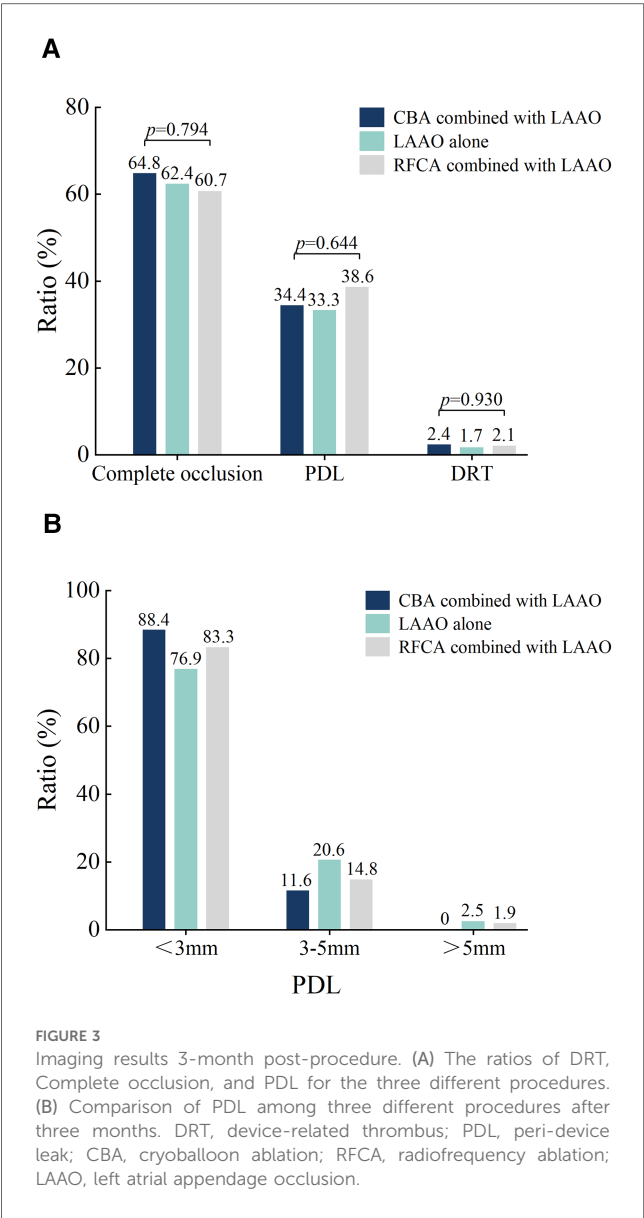 A
80
60
40
20
0
Ratio (%)
CBA combined with LAAO
LAAO alone
RFCA combined with LAAO
p=0.794
64.8
62.4
60.7
p=0.644
34.4
33.3
38.6
p=0.930
2.4
1.7
2.1
Complete occlusion
PDL
DRT
B
100
80
60
40
20
0
Ratio (%)
CBA combined with LAAO
LAAO alone
RFCA combined with LAAO
88.4
76.9
83.3
11.6
20.6
14.8
0
2.5
1.9
<3mm
3-5mm
>5mm
PDL
FIGURE 3
Imaging results 3-month post-procedure. (A) The ratios of DRT,
Complete occlusion, and PDL for the three different procedures.
(B) Comparison of PDL among three different procedures after
three months. DRT, device-related thrombus; PDL, peri-device
leak; CBA, cryoballoon ablation; RFCA, radiofrequency ablation;
LAAO, left atrial appendage occlusion.